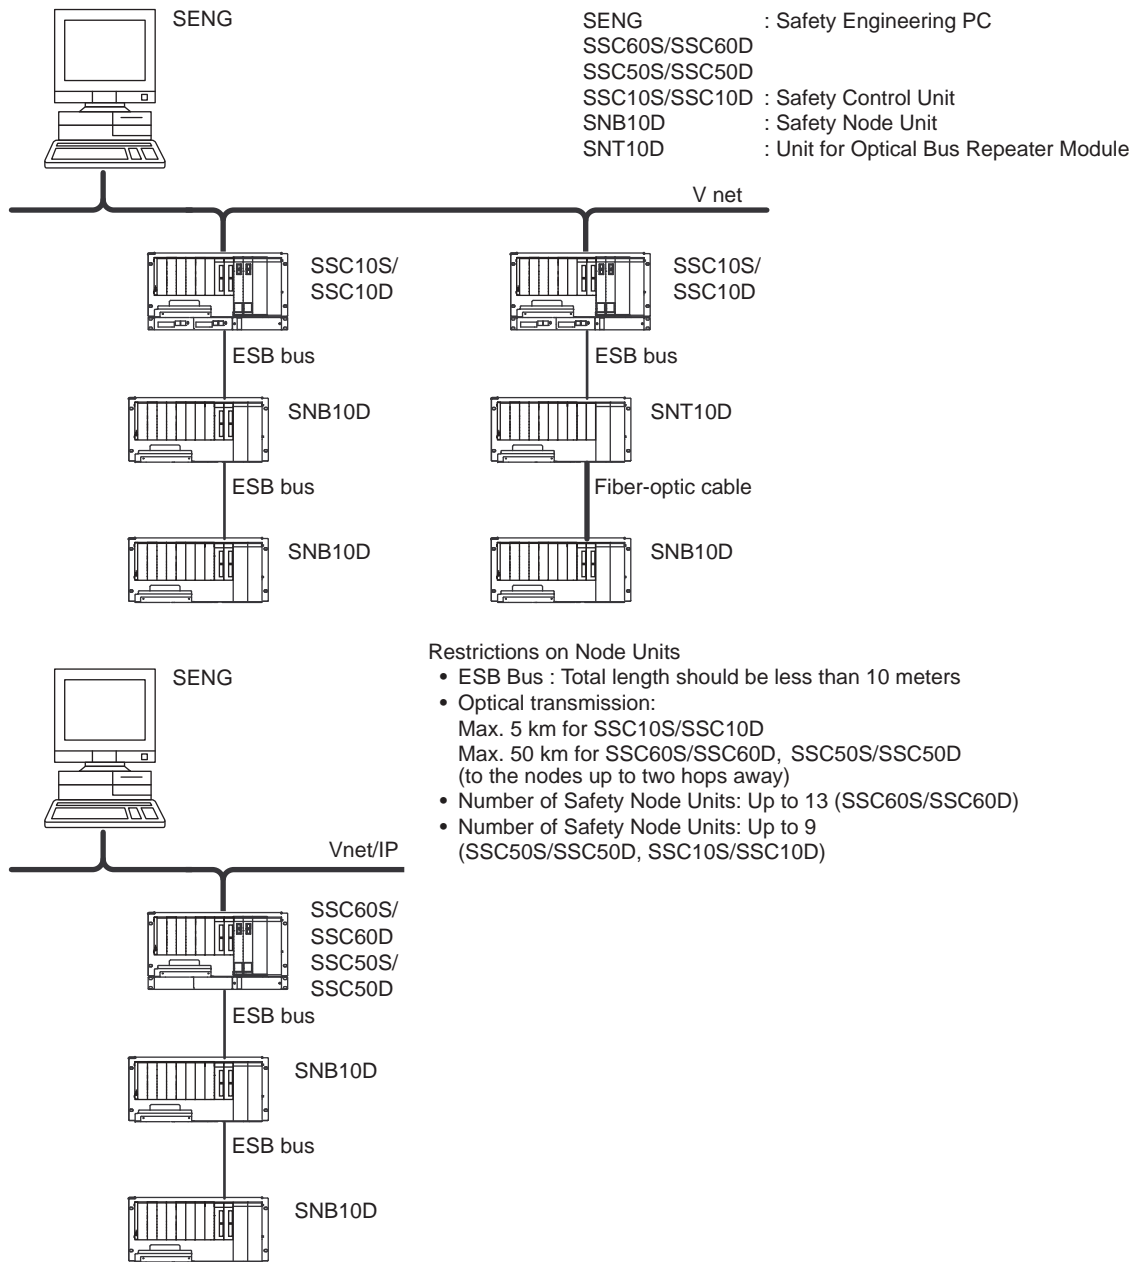 SENG
SENG : Safety Engineering PC
SSC60S/SSC60D
SSC50S/SSC50D
SSC10S/SSC10D : Safety Control Unit
SNB10D : Safety Node Unit
SNT10D : Unit for Optical Bus Repeater Module
V net
SSC10S/
SSC10D
SSC10S/
SSC10D
ESB bus
ESB bus
SNB10D
SNT10D
ESB bus
Fiber-optic cable
SNB10D
SNB10D
SENG
Restrictions on Node Units
• ESB Bus : Total length should be less than 10 meters
• Optical transmission:
Max. 5 km for SSC10S/SSC10D
Max. 50 km for SSC60S/SSC60D, SSC50S/SSC50D
(to the nodes up to two hops away)
• Number of Safety Node Units: Up to 13 (SSC60S/SSC60D)
• Number of Safety Node Units: Up to 9
(SSC50S/SSC50D, SSC10S/SSC10D)
Vnet/IP
SSC60S/
SSC60D
SSC50S/
SSC50D
ESB bus
SNB10D
ESB bus
SNB10D